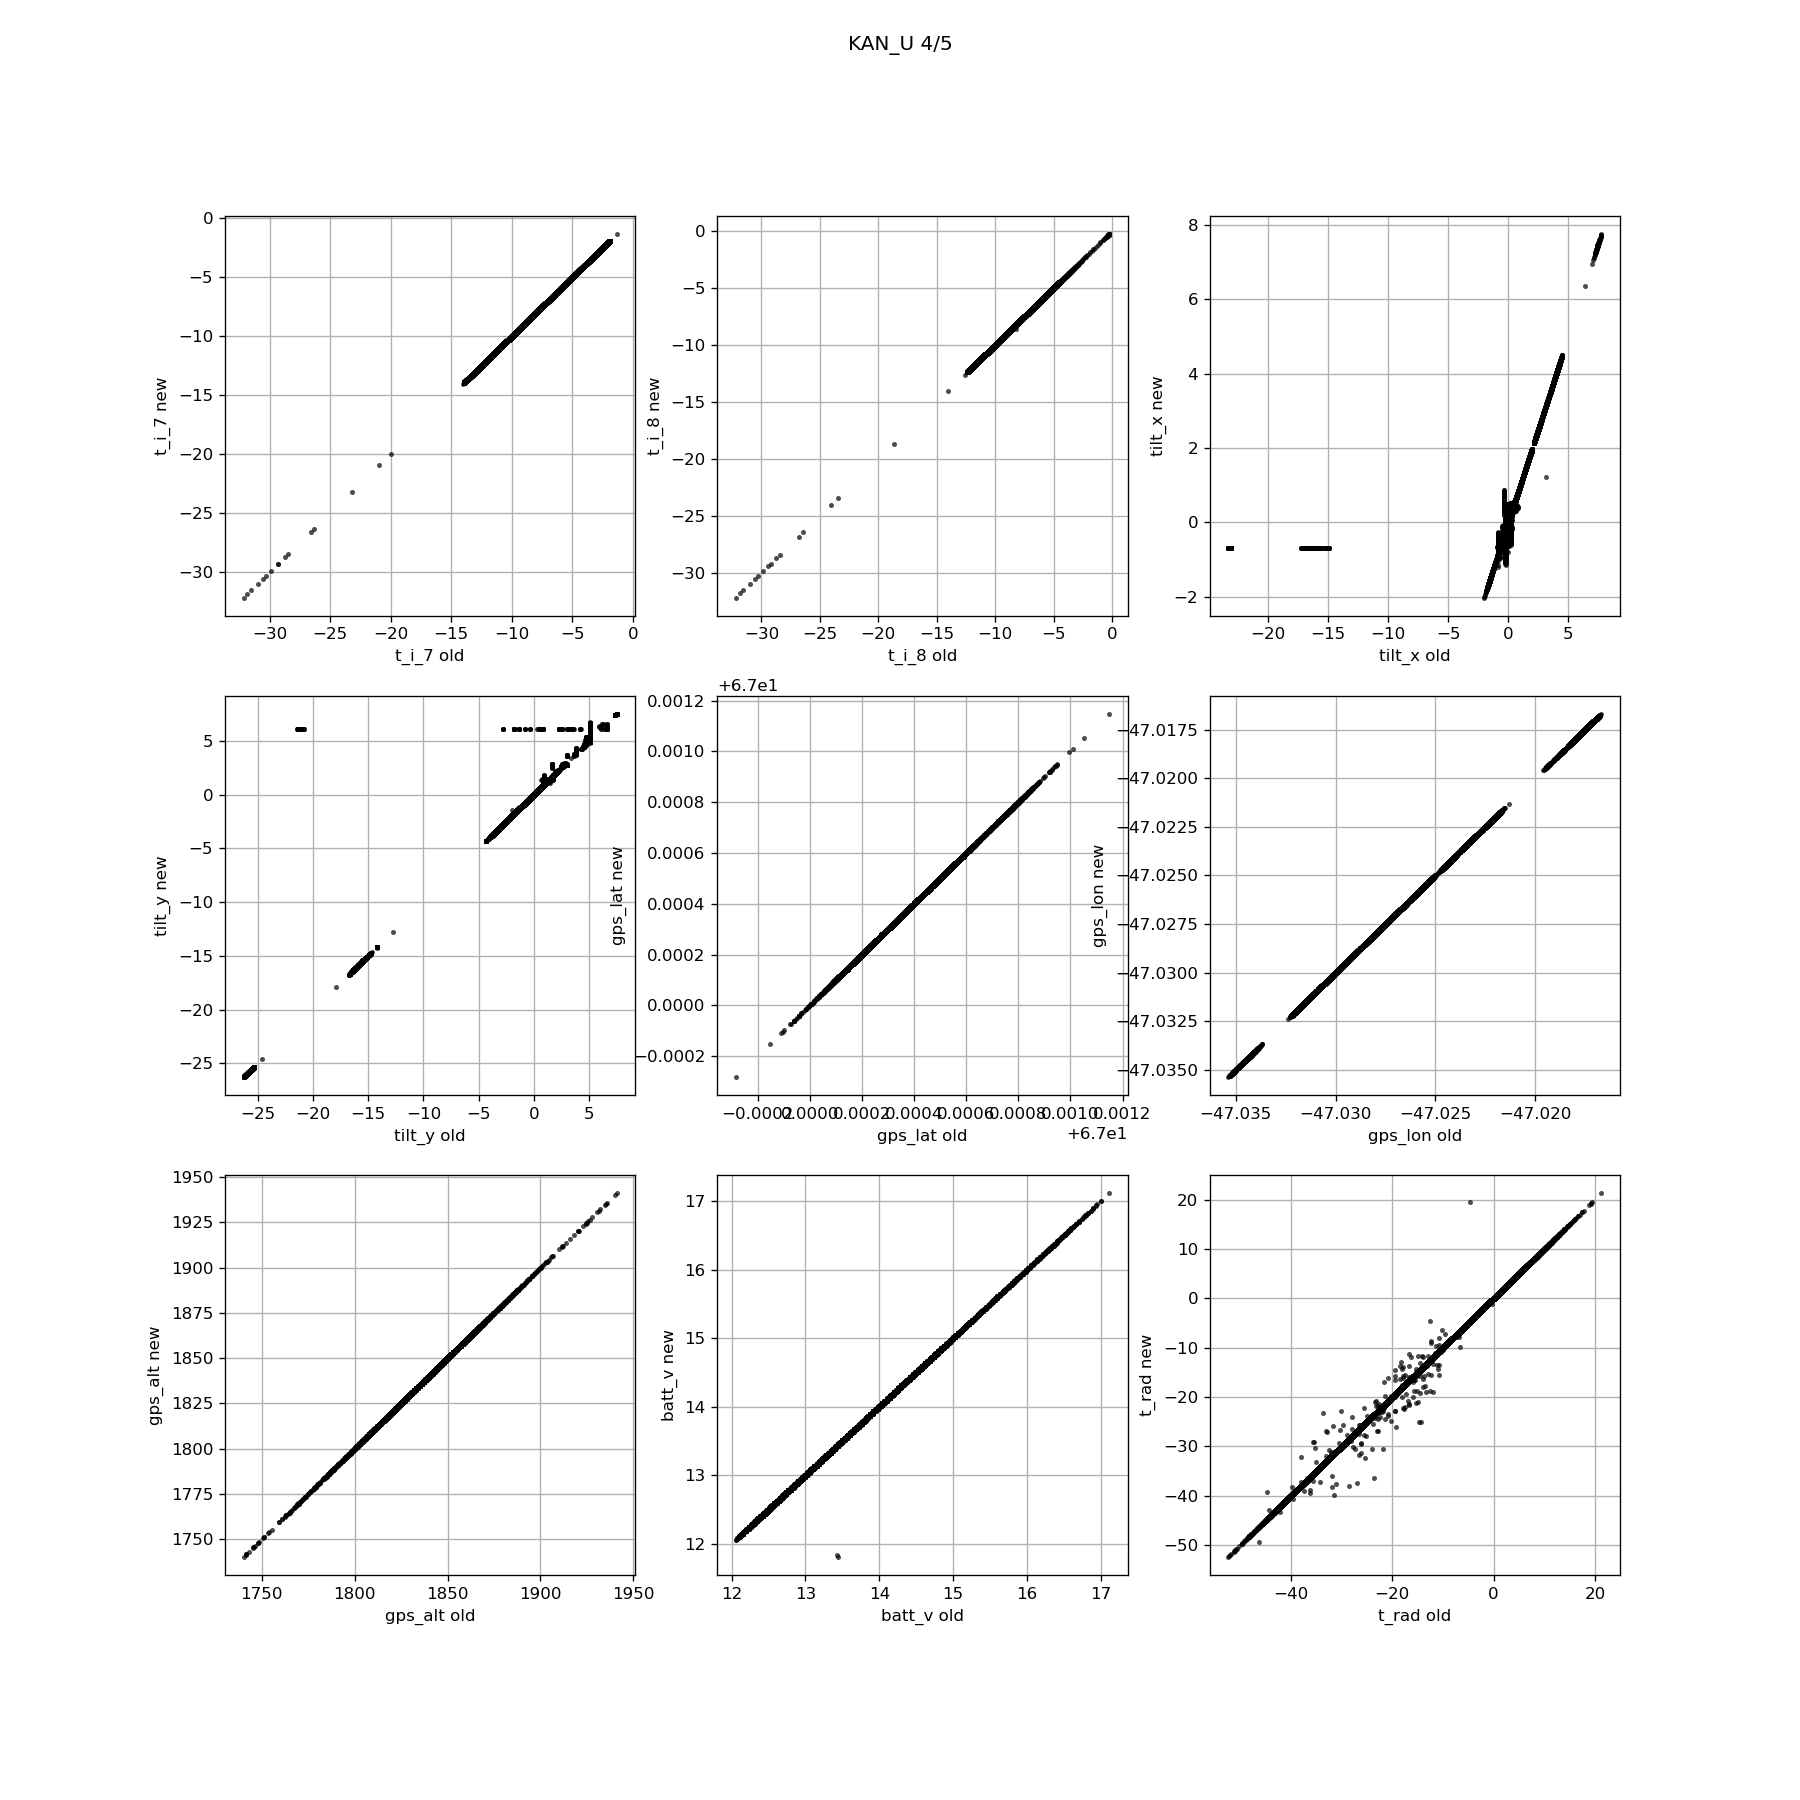 KAN_U 4/5
0
−5
−10
−15
−20
−25
−30
t_i_7 new
−30 −25 −20 −15 −10 −5 0
t_i_7 old
0
−5
−10
−15
−20
−25
−30
t_i_8 new
−30 −25 −20 −15 −10 −5 0
t_i_8 old
8
6
4
2
0
−2
tilt_x new
−20 −15 −10 −5 0 5
tilt_x old
5
0
−5
−10
−15
−20
−25
tilt_y new
−25 −20 −15 −10 −5 0 5
tilt_y old
+6.7e1
0.0012
0.0010
0.0008
0.0006
0.0004
0.0002
0.0000
−0.0002
gps_lat new
−0.0002 0.0000 0.0002 0.0004 0.0006 0.0008 0.0010 0.0012
gps_lat old
+6.7e1
−47.0175
−47.0200
−47.0225
−47.0250
−47.0275
−47.0300
−47.0325
−47.0350
gps_lon new
−47.035 −47.030 −47.025 −47.020
gps_lon old
1950
1925
1900
1875
1850
1825
1800
1775
1750
gps_alt new
1750 1800 1850 1900 1950
gps_alt old
17
16
15
14
13
12
batt_v new
12 13 14 15 16 17
batt_v old
20
10
0
−10
−20
−30
−40
−50
t_rad new
−40 −20 0 20
t_rad old